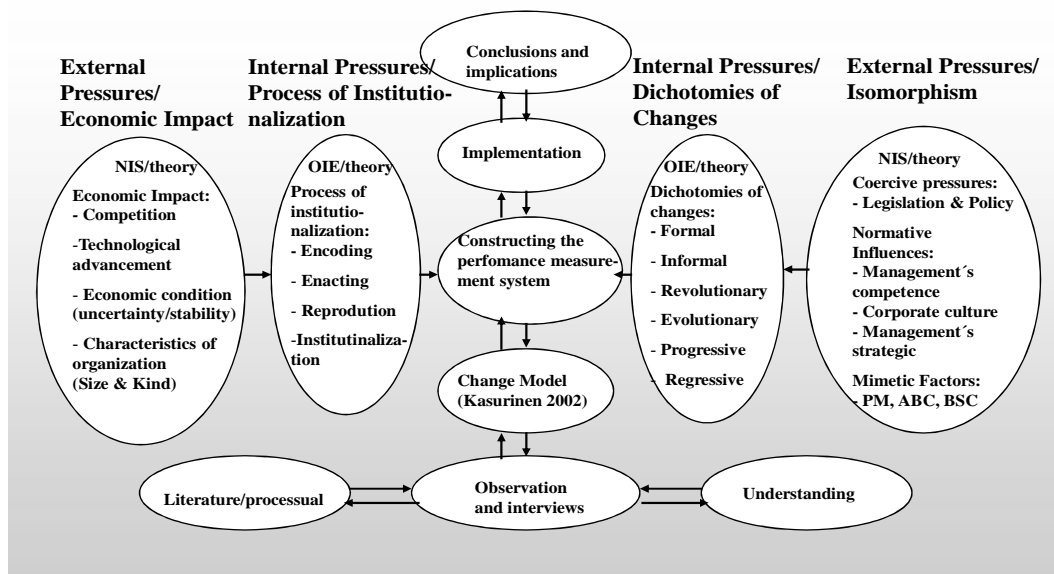 Conclusions and
implications
External
Pressures/
Economic Impact
Internal Pressures/
Process of Institutio-
nalization
Internal Pressures/
Dichotomies of
Changes
External Pressures/
Isomorphism
Implementation
NIS/theory
Economic Impact:
- Competition
-Technological
advancement
- Economic condition
(uncertainty/stability)
- Characteristics of
organization
(Size & Kind)
OIE/theory
Process of
institutio-
nalization:
- Encoding
- Enacting
- Reprodution
-Institutinaliza-
tion
Constructing the
perfomance measure-
ment system
OIE/theory
Dichotomies of
changes:
- Formal
- Informal
- Revolutionary
- Evolutionary
- Progressive
- Regressive
NIS/theory
Coercive pressures:
- Legislation & Policy
Normative
Influences:
- Management´s
competence
- Corporate culture
- Management´s
strategic
Mimetic Factors:
- PM, ABC, BSC
Change Model
(Kasurinen 2002)
Literature/processual
Observation
and interviews
Understanding